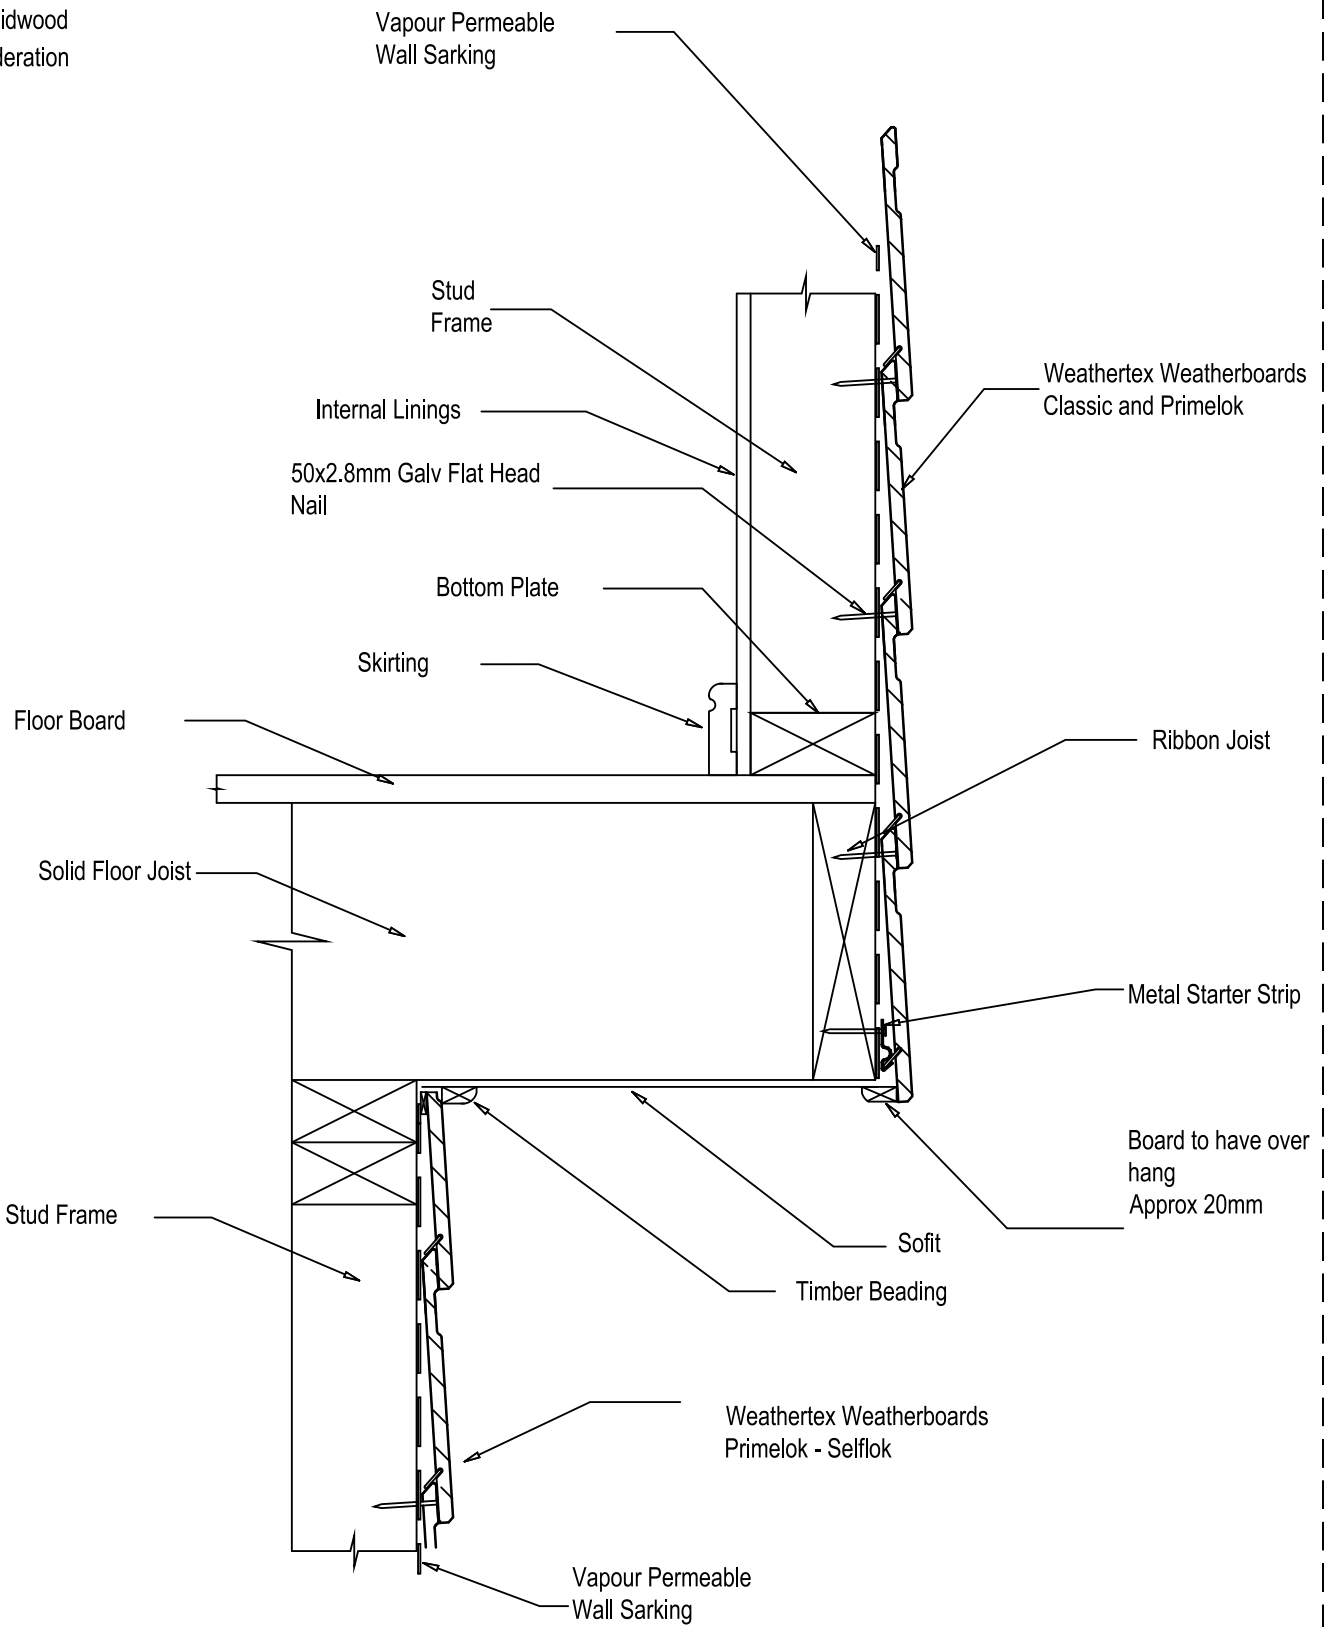 Vapour Permeable
Wall Sarking
Stud
Frame
Weathertex Weatherboards
Classic and Primelok
Internal Linings
50x2.8mm Galv Flat Head
Nail
Bottom Plate
Skirting
Floor Board
Ribbon Joist
Solid Floor Joist
Metal Starter Strip
Board to have over
hang
Approx 20mm
Stud Frame
Sofit
Timber Beading
Weathertex Weatherboards
Primelok - Selflok
Vapour Permeable
Wall Sarking